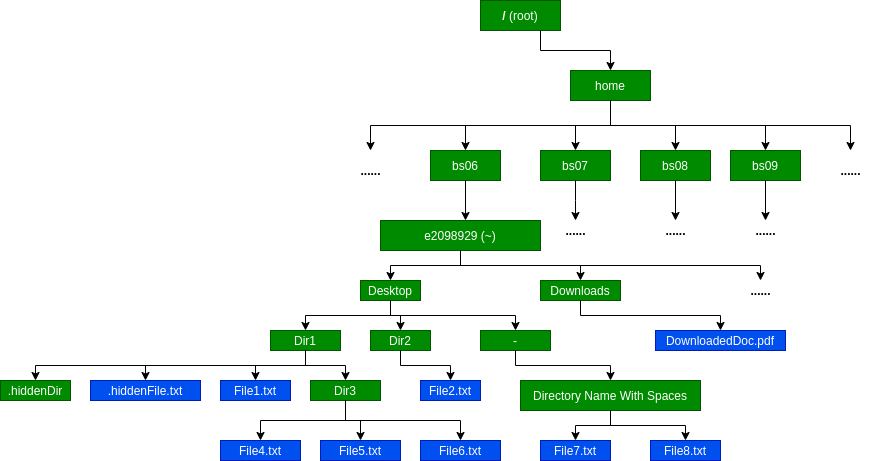 / (root)
home
......
bs06
bs07
bs08
bs09
......
e2098929 (~)
......
......
......
Desktop
Downloads
......
Dir1
Dir2
-
DownloadedDoc.pdf
.hiddenDir
.hiddenFile.txt
File1.txt
Dir3
File2.txt
Directory Name With Spaces
File4.txt
File5.txt
File6.txt
File7.txt
File8.txt